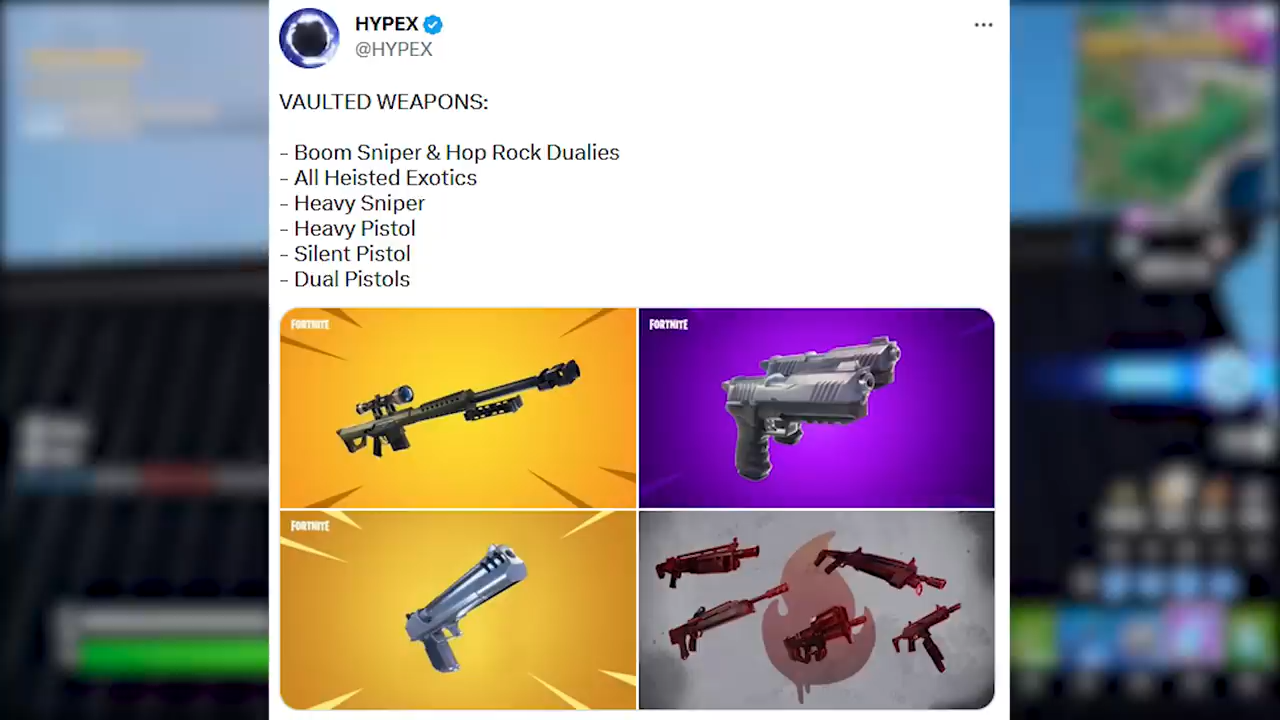 HYPEX
@HYPEX
VAULTED WEAPONS:
- Boom Sniper & Hop Rock Dualies
- All Heisted Exotics
- Heavy Sniper
- Heavy Pistol
- Silent Pistol
- Dual Pistols
FORTNITE
FORTNITE
FORTNITE